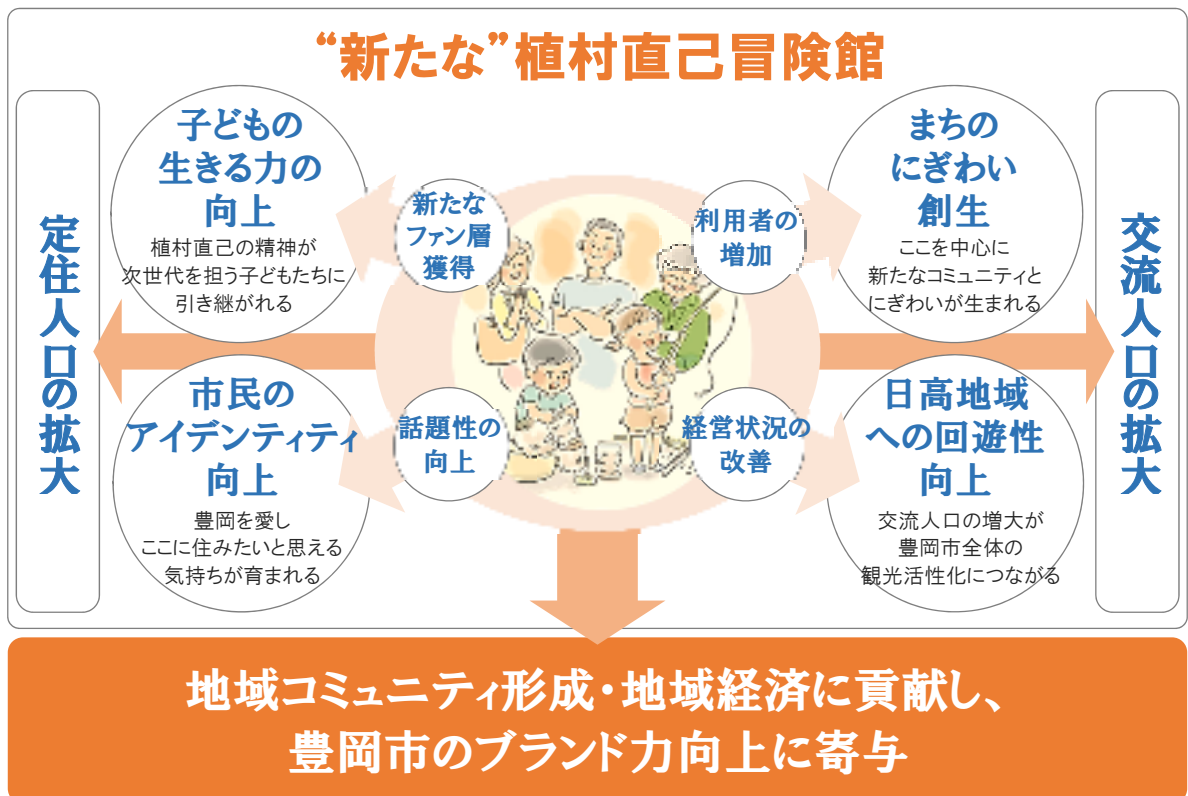 “新たな”植村直己冒険館
定住人口の拡大
子どもの
生きる力の
向上
植村直己の精神が
次世代を担う子どもたちに
引き継がれる
市民の
アイデンティティ
向上
豊岡を愛し
ここに住みたいと思える
気持ちが育まれる
新たな
ファン層
獲得
話題性の
向上
利用者の
増加
経営状況の
改善
まちの
にぎわい
創生
ここを中心に
新たなコミュニティと
にぎわいが生まれる
日高地域
への回遊性
向上
交流人口の増大が
豊岡市全体の
観光活性化につながる
交流人口の拡大
地域コミュニティ形成・地域経済に貢献し、
豊岡市のブランド力向上に寄与